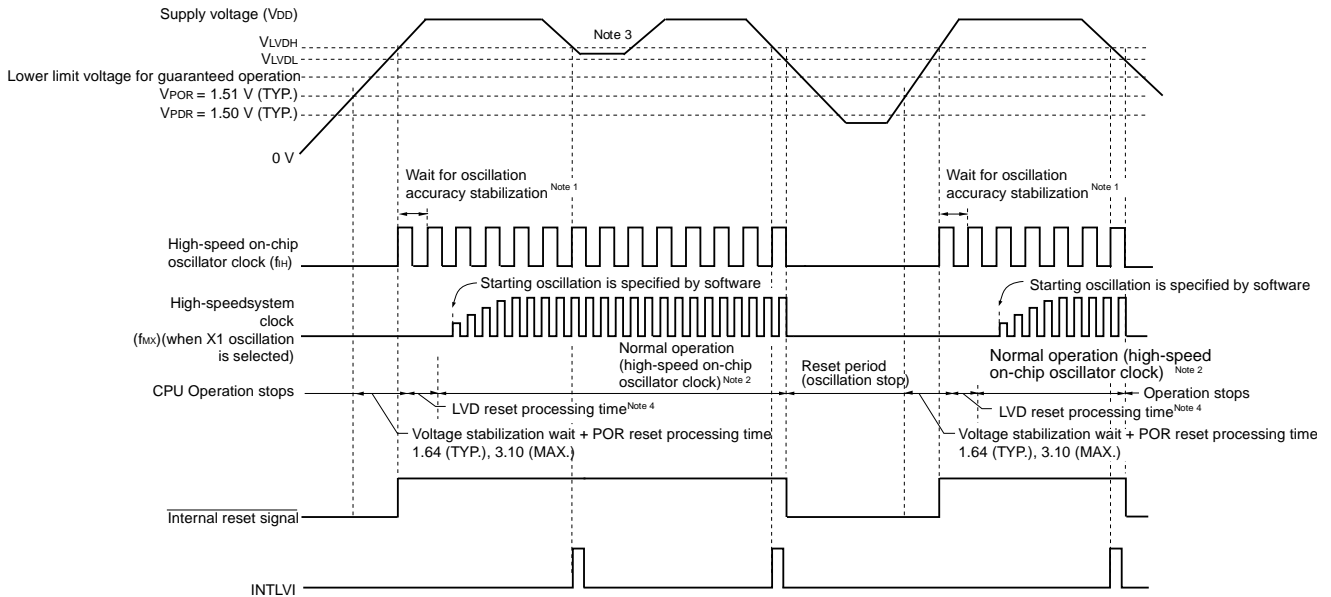 Supply voltage (VDD)
Note 3
VLVDH
VLVDL
Lower limit voltage for guaranteed operation
VPOR = 1.51 V (TYP.)
VPDR = 1.50 V (TYP.)
0 V
Wait for oscillation
accuracy stabilization Note 1
Wait for oscillation
accuracy stabilization Note 1
High-speed on-chip
oscillator clock (fIH)
Starting oscillation is specified by software
Starting oscillation is specified by software
High-speedsystem
clock
(fMX)(when X1 oscillation
is selected)
Normal operation
(high-speed on-chip
oscillator clock) Note 2
Reset period
(oscillation stop)
Normal operation (high-speed
on-chip oscillator clock) Note 2
CPU Operation stops
Operation stops
LVD reset processing time Note 4
LVD reset processing time Note 4
Voltage stabilization wait + POR reset processing time
1.64 (TYP.), 3.10 (MAX.)
Voltage stabilization wait + POR reset processing time
1.64 (TYP.), 3.10 (MAX.)
Internal reset signal
INTLVI